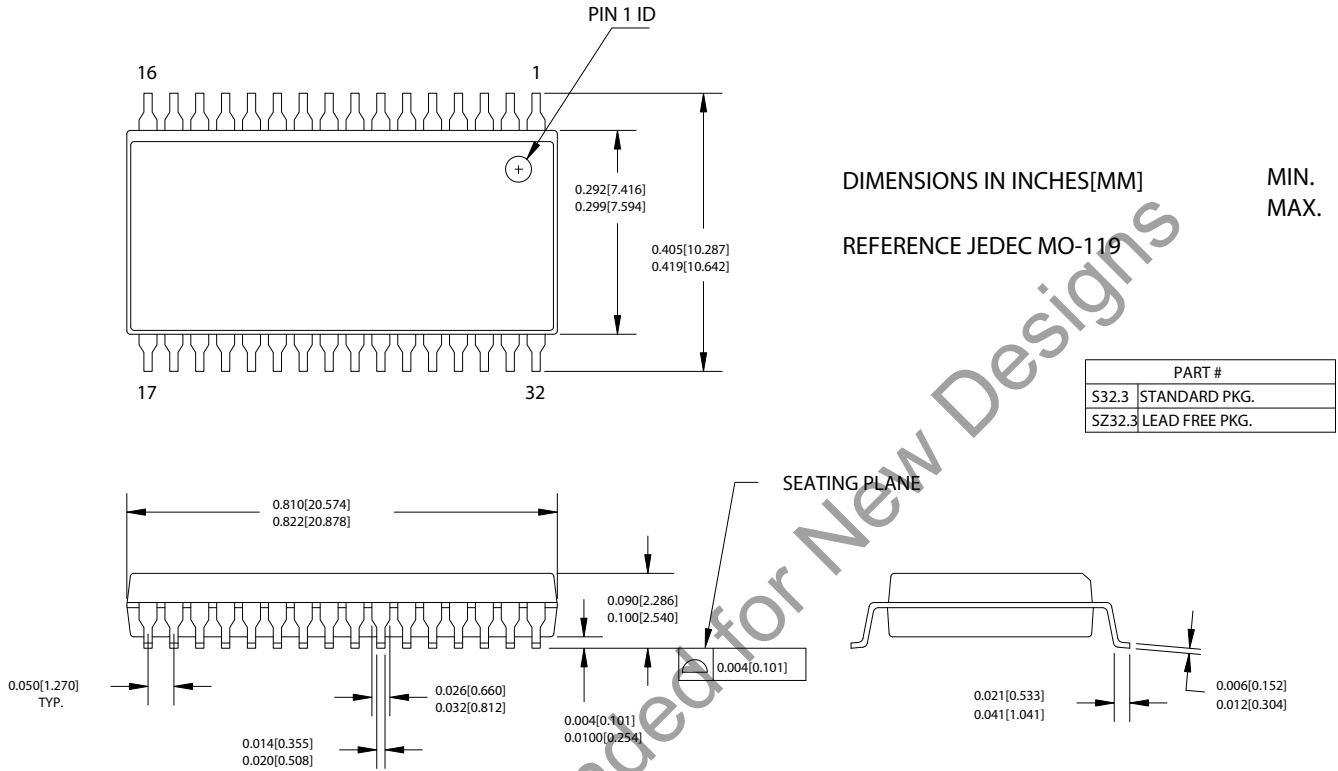 PIN 1 ID
16
1
0.292[7.416]
0.299[7.594]
0.405[10.287]
0.419[10.642]
DIMENSIONS IN INCHES[MM]
MIN.
MAX.
REFERENCE JEDEC MO-119
17
32
PART #
S32.3 STANDARD PKG.
SZ32.3 LEAD FREE PKG.
SEATING PLANE
0.810[20.574]
0.822[20.878]
0.090[2.286]
0.100[2.540]
0.004[0.101]
0.050[1.270]
TYP.
0.026[0.660]
0.032[0.812]
0.014[0.355]
0.020[0.508]
0.004[0.101]
0.0100[0.254]
0.021[0.533]
0.041[1.041]
0.006[0.152]
0.012[0.304]
for New Designs